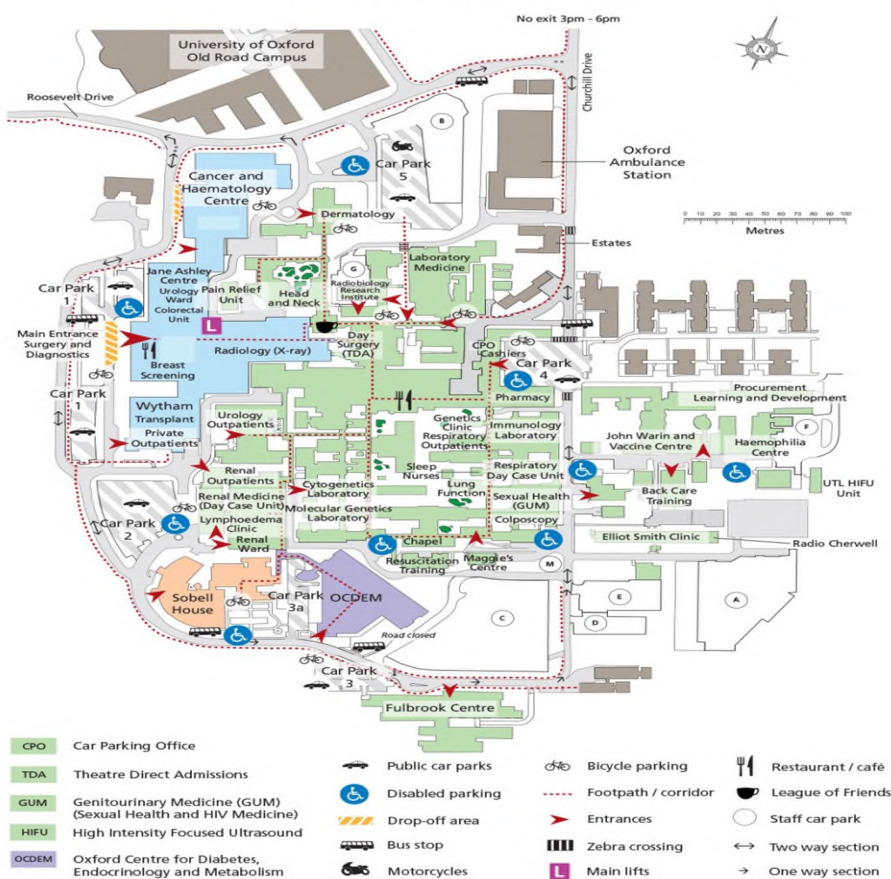 No exit 3pm - 6pm
University of Oxford
Old Road Campus
N
Churchill Drive
Roosevelt Drive
B
Oxford
Ambulance
Station
Car Park
5
Cancer and
Haematology
Centre
0 10 20 30 40 50 60 70 80 90 100
Metres
Dermatology
Estates
Laboratory
Medicine
G
Jane Ashley
Centre
Urology
Ward
Colorectal
Unit
Pain Relief
Unit
Head
and Neck
Radiobiology
Research
Institute
Car Park
1
L
Main Entrance
Surgery and
Diagnostics
Radiology (X-ray)
Day
Surgery
(TDA)
CPO
Cashiers
Car Park
4
Breast
Screening
Car Park
1
Pharmacy
Procurement
Learning and Development
Wytham
Transplant
Private
Outpatients
Urology
Outpatients
Genetics
Clinic
Respiratory
Outpatients
Immunology
Laboratory
F
John Warin and
Vaccine Centre
Haemophilia
Centre
Renal
Outpatients
Sleep
Nurses
Respiratory
Day Case Unit
Cytogenetics
Laboratory
Lung
Function
UTL HIFU
Unit
Renal Medicine
(Day Case Unit)
Sexual Health
(GUM)
Back Care
Training
Molecular Genetics
Laboratory
Car Park
2
Lymphoedema
Clinic
Colposcopy
Renal
Ward
Chapel
Elliot Smith Clinic
Radio Cherwell
Resuscitation
Training
Maggie's
Centre
M
Sobell
House
Car Park
3a
OCDEM
E
A
C
D
Road closed
Car Park
3
Fulbrook Centre
CPO Car Parking Office
TDA Theatre Direct Admissions
GUM Genitourinary Medicine (GUM)
(Sexual Health and HIV Medicine)
HIFU High Intensity Focused Ultrasound
OCDEM Oxford Centre for Diabetes,
Endocrinology and Metabolism
Public car parks
Disabled parking
Drop-off area
Bus stop
Motorcycles
Bicycle parking
Footpath / corridor
Entrances
Zebra crossing
L Main lifts
Restaurant / café
League of Friends
Staff car park
Two way section
One way section